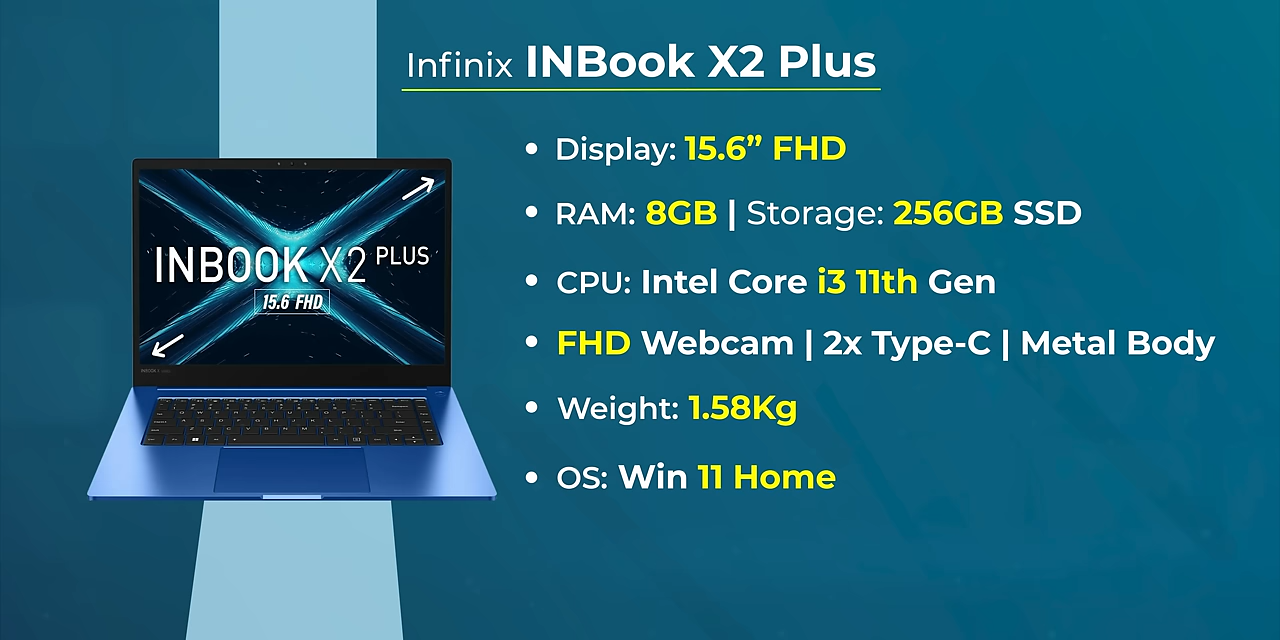 Infinix INBook X2 Plus
• Display: 15.6” FHD
• RAM: 8GB | Storage: 256GB SSD
• CPU: Intel Core i3 11th Gen
• FHD Webcam | 2x Type-C | Metal Body
• Weight: 1.58Kg
• OS: Win 11 Home
INBOOK X2 PLUS
15.6 FHD